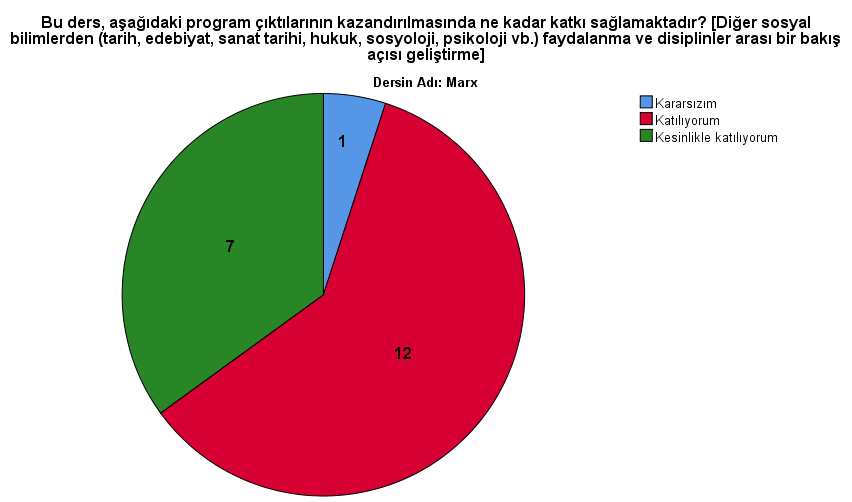 Bu ders, aşağıdaki program çıktılarının kazandırılmasında ne kadar katkı sağlamaktadır? [Diğer sosyal
bilimlerden (tarih, edebiyat, sanat tarihi, hukuk, sosyoloji, psikoloji vb.) faydalanma ve disiplinler arası bir bakış
açısı geliştirme]
Dersin Adı: Marx
Kararsızım
Katılıyorum
Kesinlikle katılıyorum
1
7
12